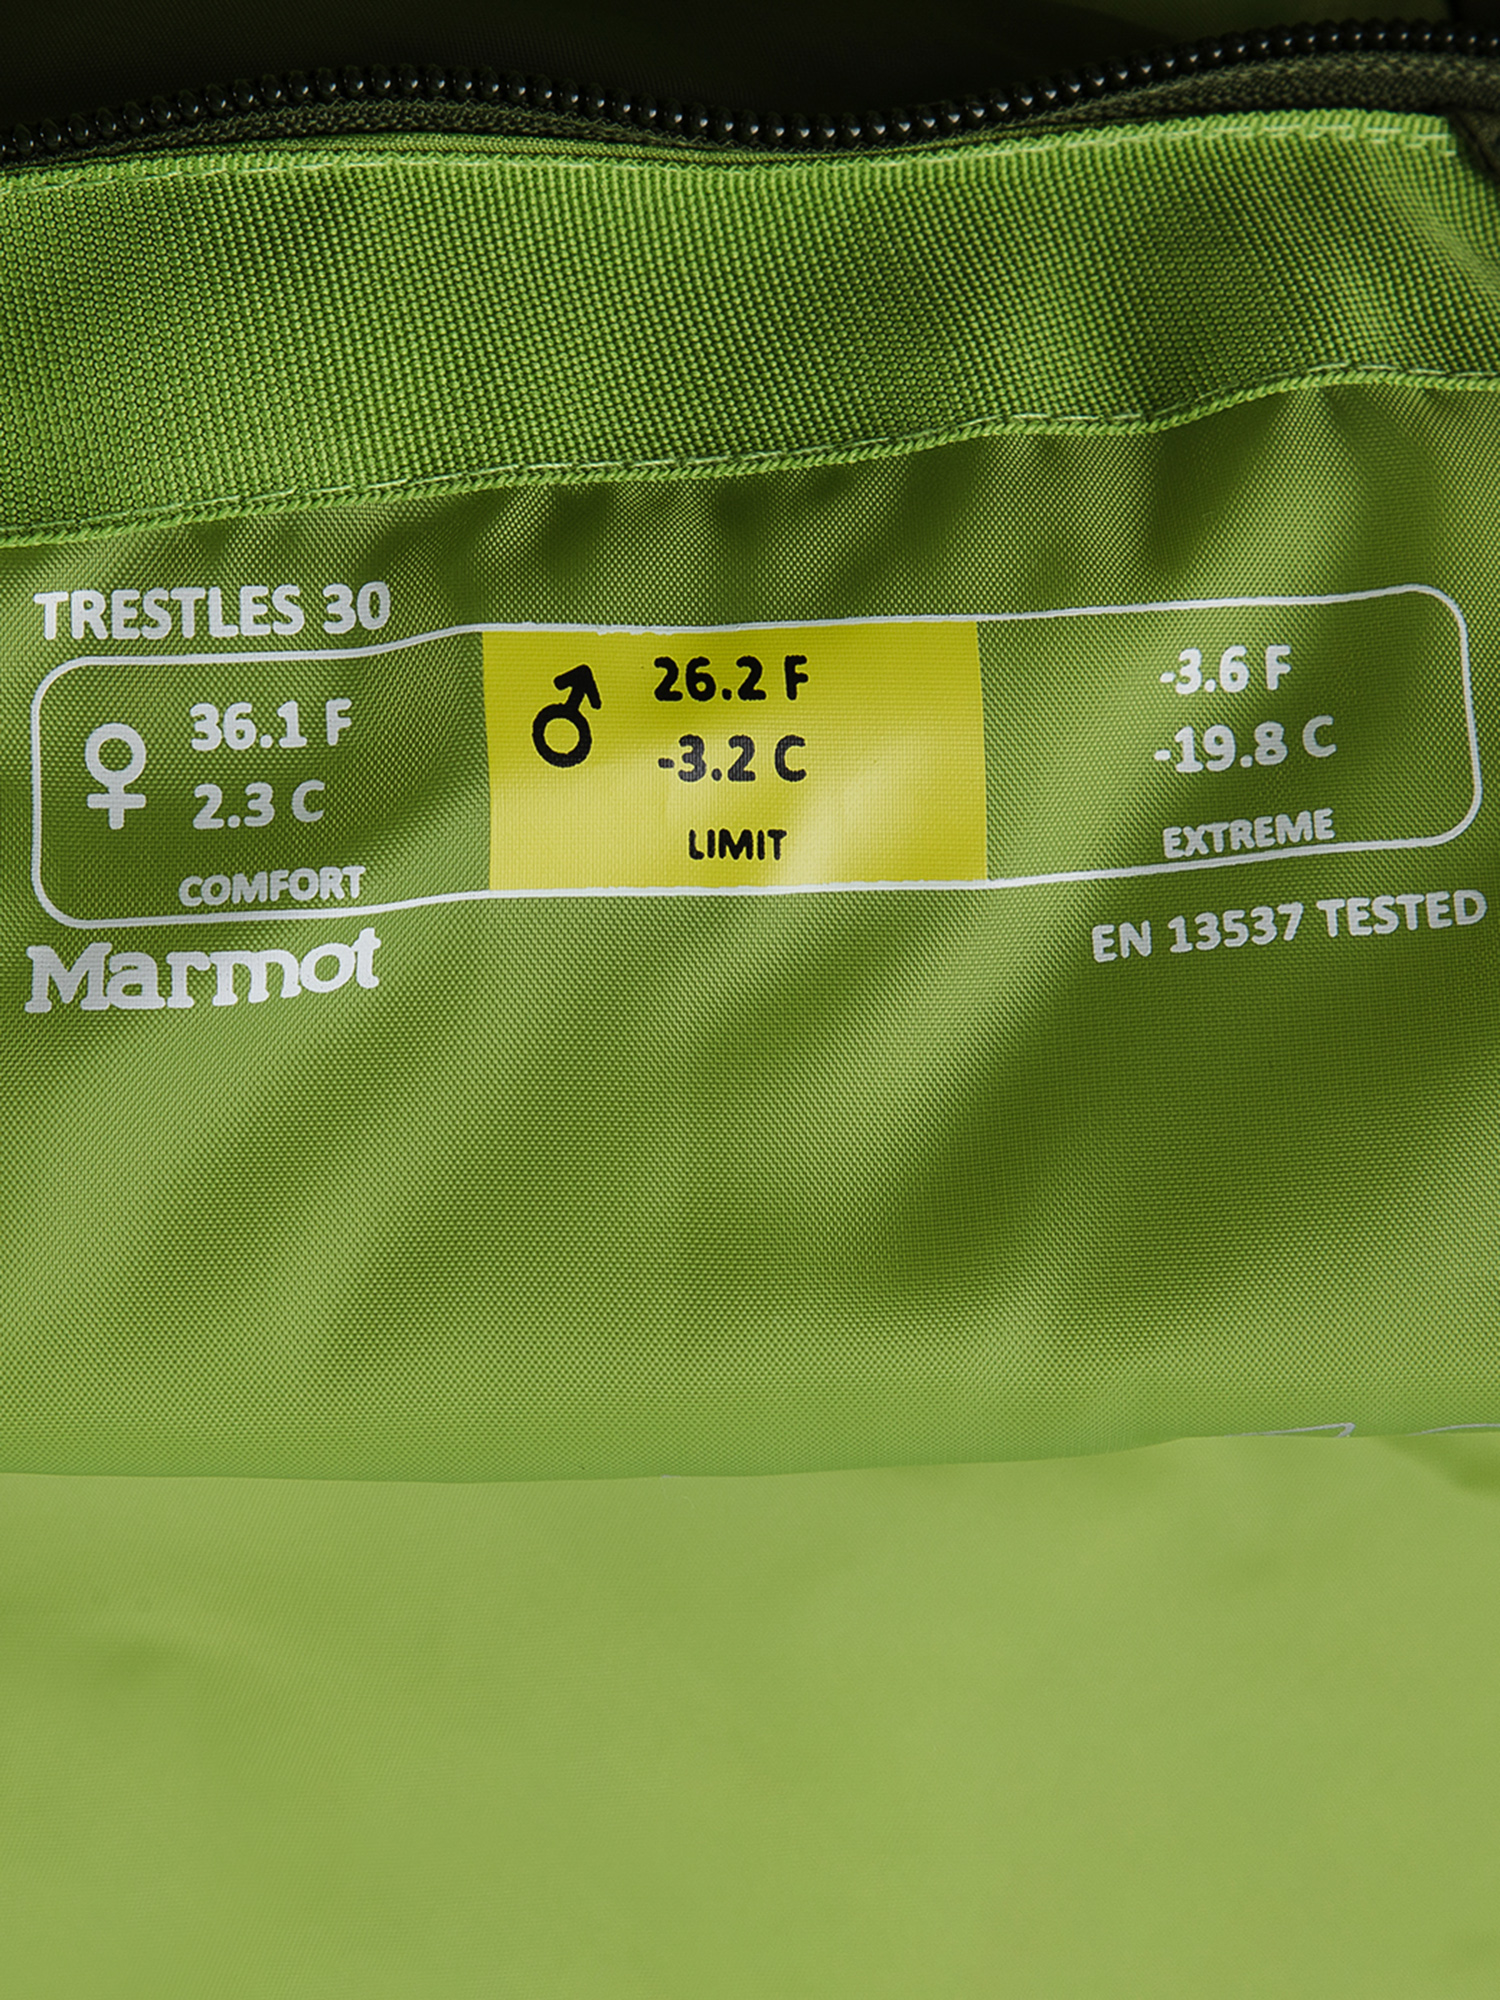 TRESTLES 30
36.1 F
2.3 C
COMFORT
26.2 F
-3.2 C
LIMIT
-3.6 F
-19.8 C
EXTREME
Marmot
EN 13537 TESTED